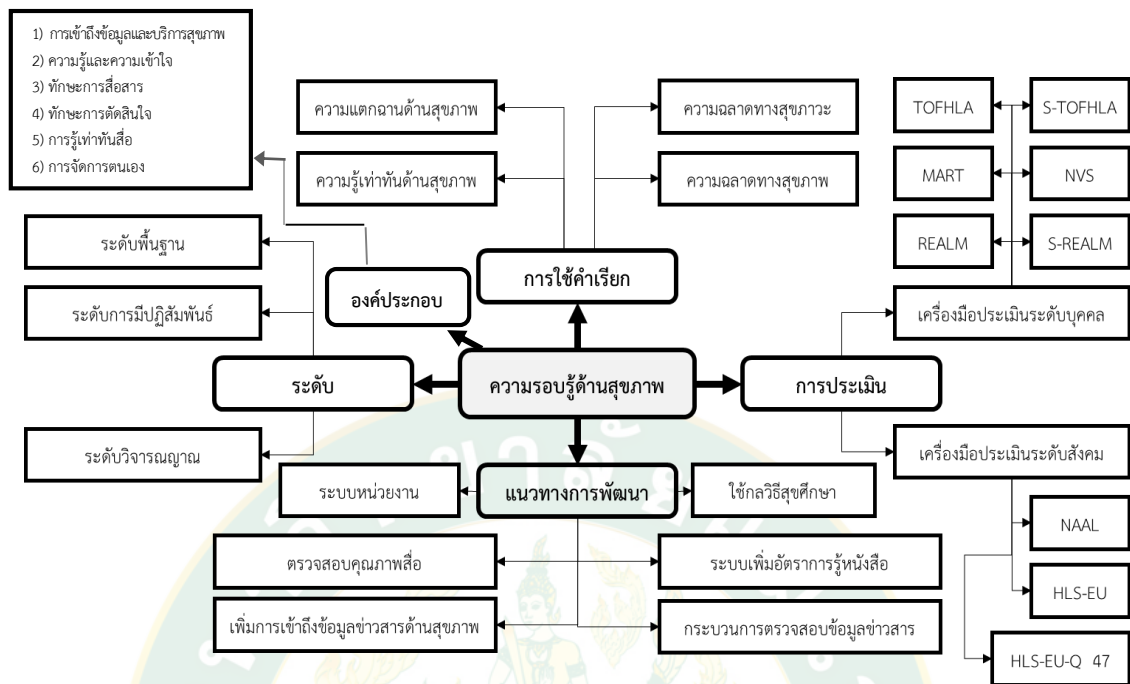 1) การเข้าถึงข้อมูลและบริการสุขภาพ
2) ความรู้และความเข้าใจ
3) ทักษะการสื่อสาร
4) ทักษะการตัดสินใจ
5) การรู้เท่าทันสื่อ
6) การจัดการตนเอง
ความแตกฉานด้านสุขภาพ
ความฉลาดทางสุขภาวะ
ความรู้เท่าทันด้านสุขภาพ
ความฉลาดทางสุขภาพ
TOFHLA
S-TOFHLA
MART
NVS
REALM
S-REALM
ระดับพื้นฐาน
องค์ประกอบ
การใช้คำเรียก
ระดับการมีปฏิสัมพันธ์
เครื่องมือประเมินระดับบุคคล
ระดับ
ความรอบรู้ด้านสุขภาพ
การประเมิน
ระดับวิจารณญาณ
เครื่องมือประเมินระดับสังคม
ระบบหน่วยงาน
แนวทางการพัฒนา
ใช้กลวิธีสุขศึกษา
NAAL
ตรวจสอบคุณภาพสื่อ
ระบบเพิ่มอัตราการรู้หนังสือ
HLS-EU
เพิ่มการเข้าถึงข้อมูลข่าวสารด้านสุขภาพ
กระบวนการตรวจสอบข้อมูลข่าวสาร
HLS-EU-Q 47